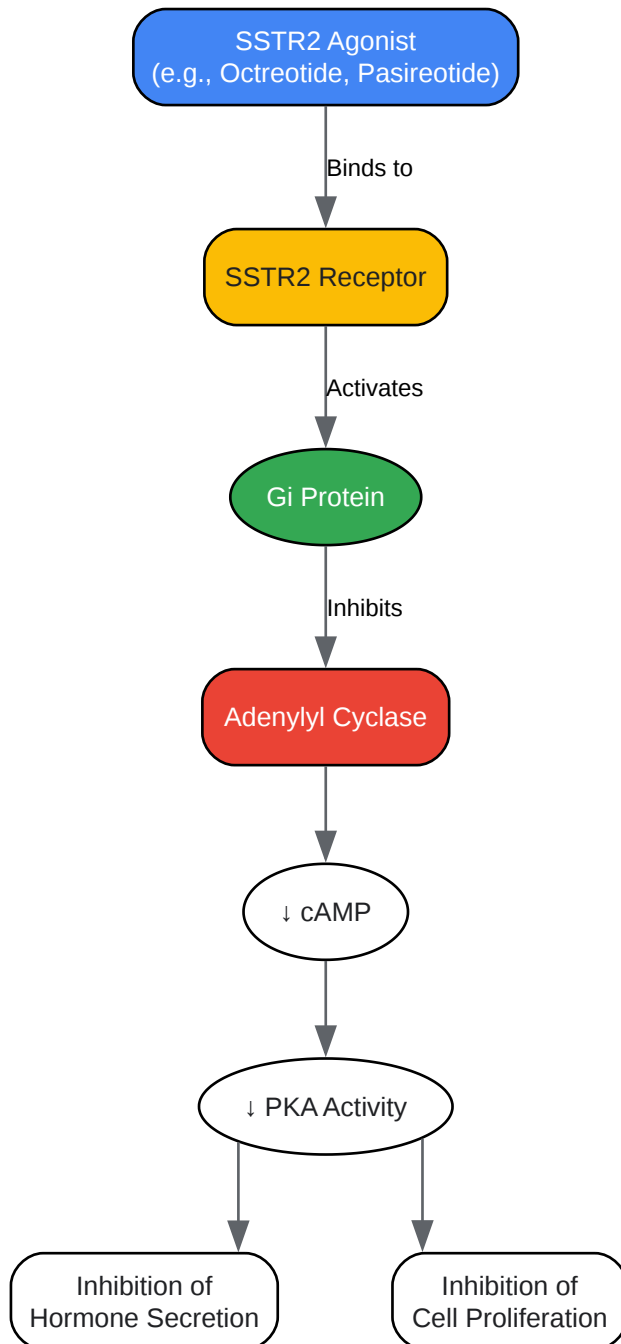 SSTR2 Agonist
(e.g., Octreotide, Pasireotide)
Binds to
SSTR2 Receptor
Activates
Gi Protein
Inhibits
Adenylyl Cyclase
↓ cAMP
↓ PKA Activity
Inhibition of
Hormone Secretion
Inhibition of
Cell Proliferation